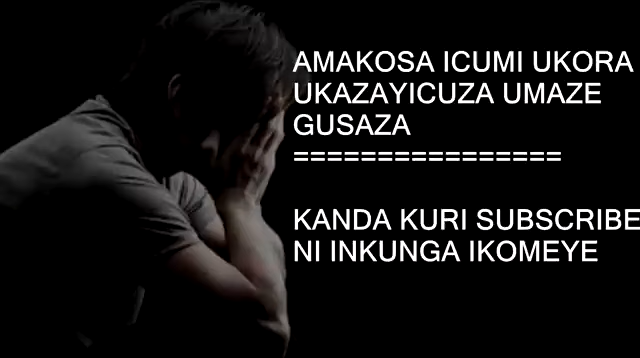 AMAKOSA ICUMI UKORA
UKAZAYICUZA UMAZE
GUSAZA
================
KANDA KURI SUBSCRIBE
NI INKUNGA IKOMEYE